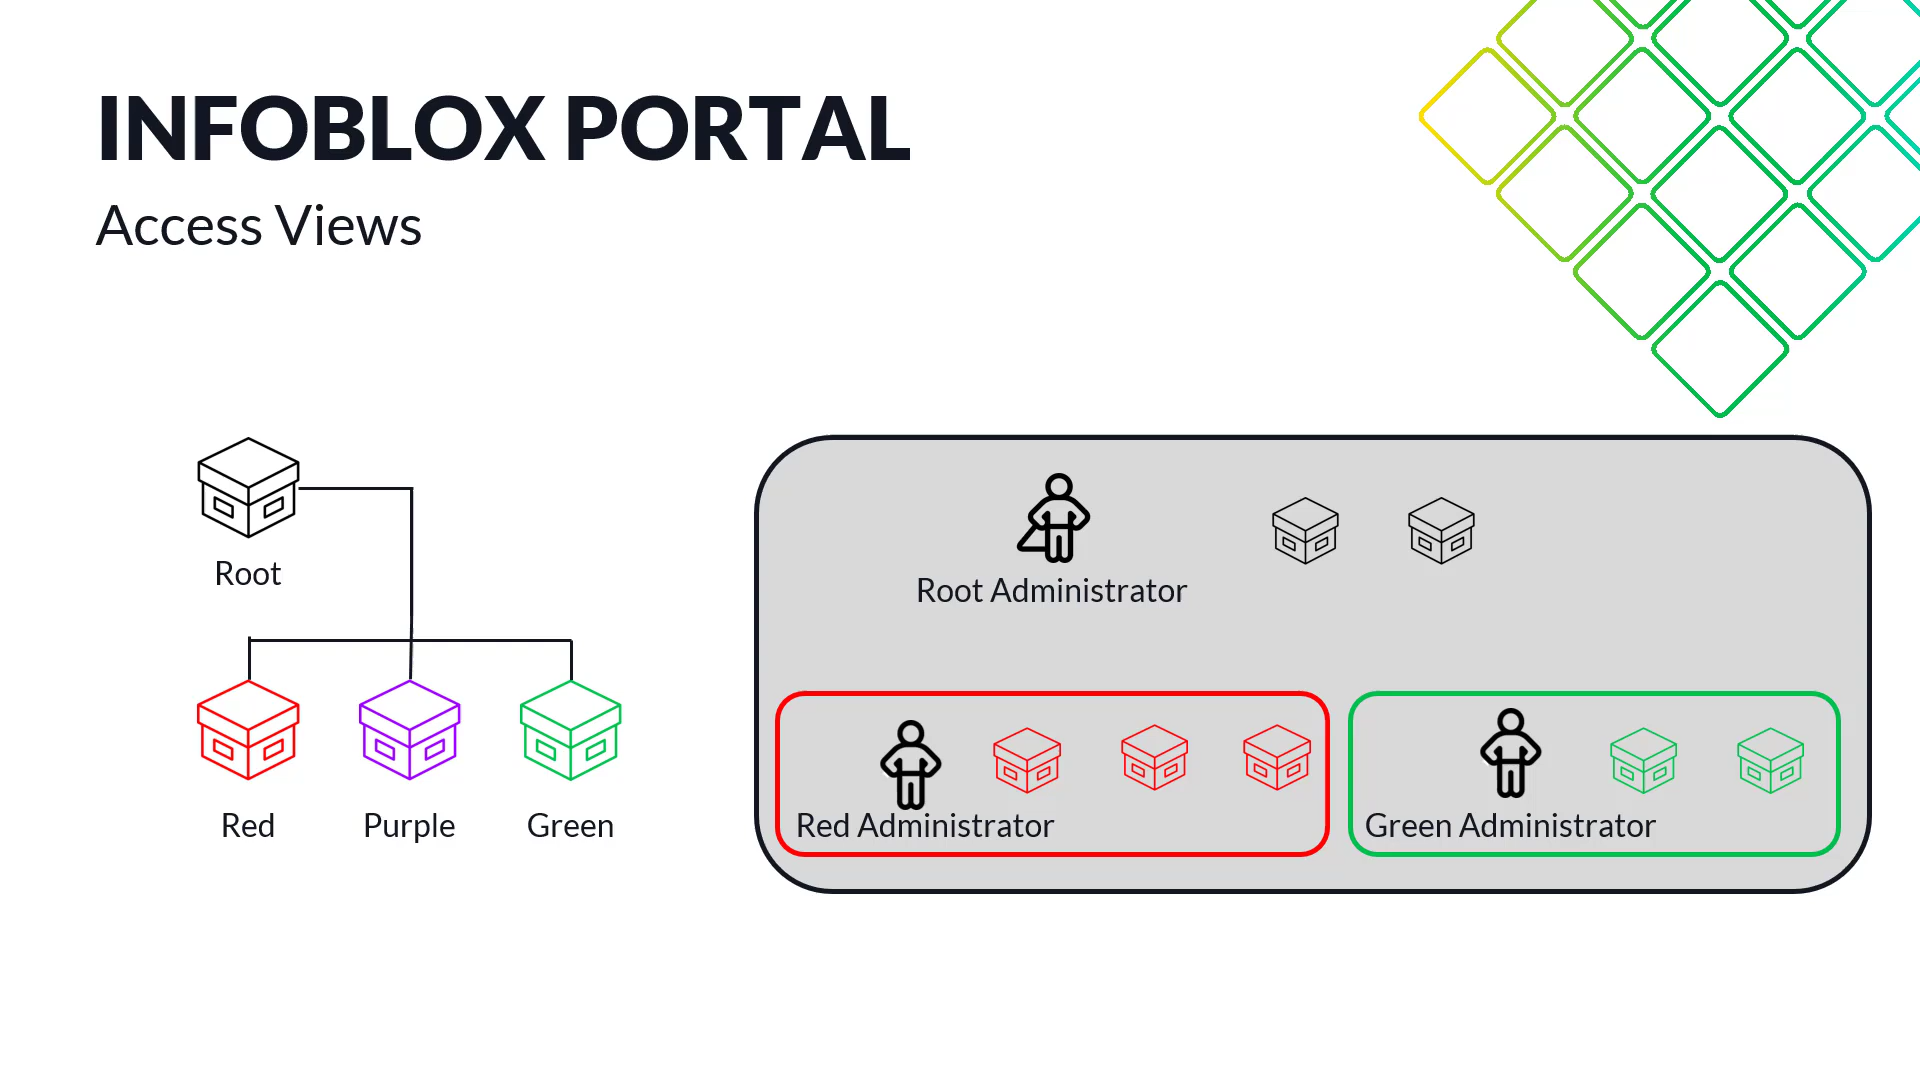 INFOBLOX PORTAL
Access Views
Root
Red
Purple
Green
Root Administrator
Red Administrator
Green Administrator